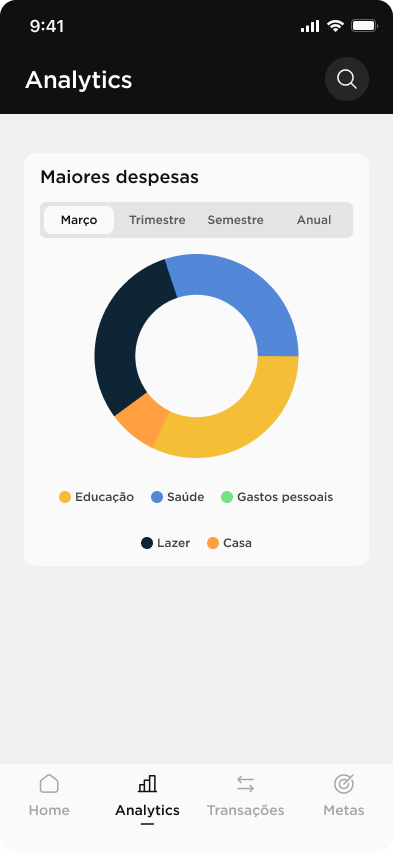 9:41
Analytics
Maiores despesas
Março Trimestre Semestre Anual
Educação Saúde Gastos pessoais
Lazer Casa
Home Analytics Transações Metas